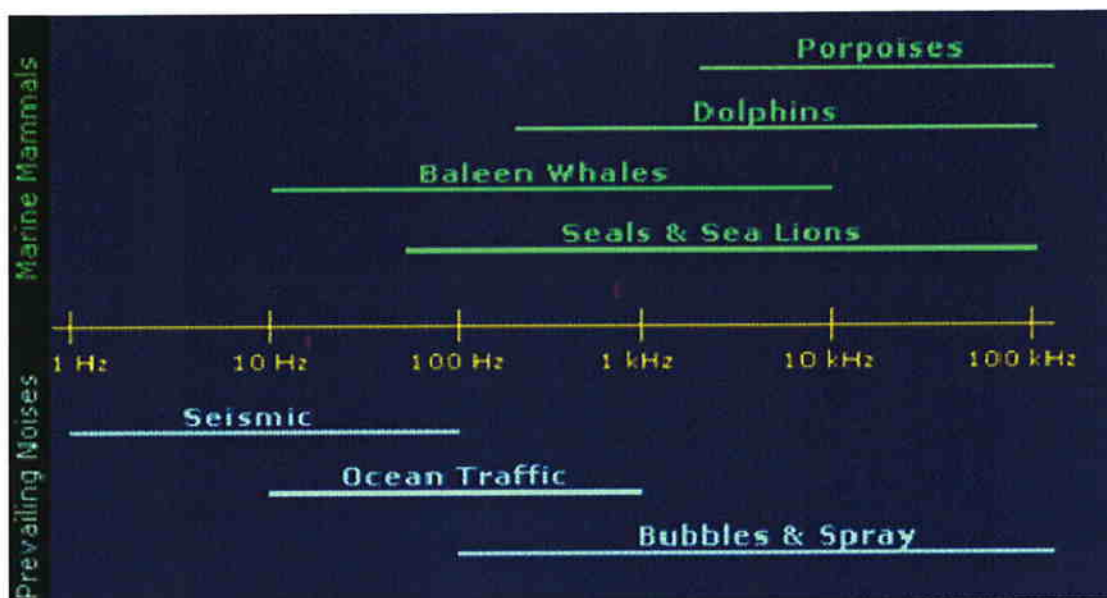 Marine Mammals
Porpoises
Dolphins
Baleen Whales
Seals & Sea Lions
1 Hz 10 Hz 100 Hz 1 kHz 10 kHz 100 kHz
Prevailing Noises
Seismic
Ocean Traffic
Bubbles & Spray